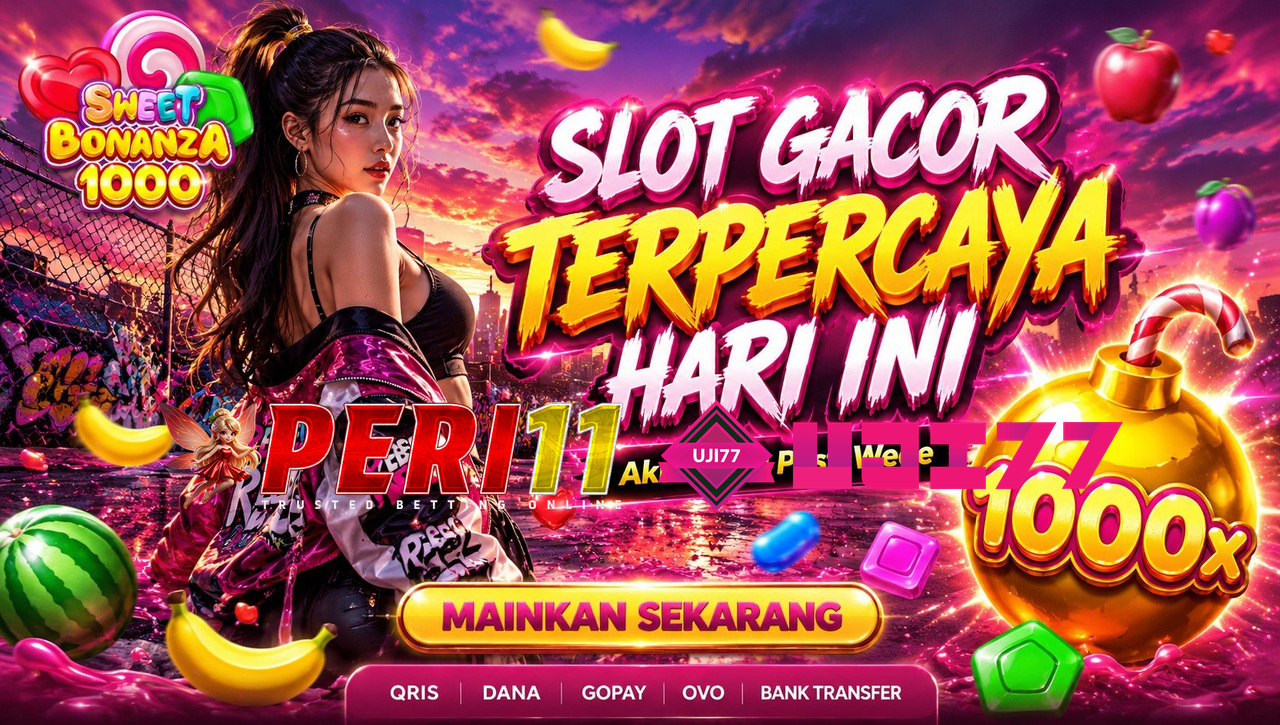 SWEET
BONANZA
1000
SLOT GACOR
TERPERCAYA
HARI INI
PERI11
TRUSTED BETTING ONLINE
UJI77
UJI77
1000x
MAINKAN SEKARANG
QRIS
DANA
GOPAY
OVO
BANK TRANSFER